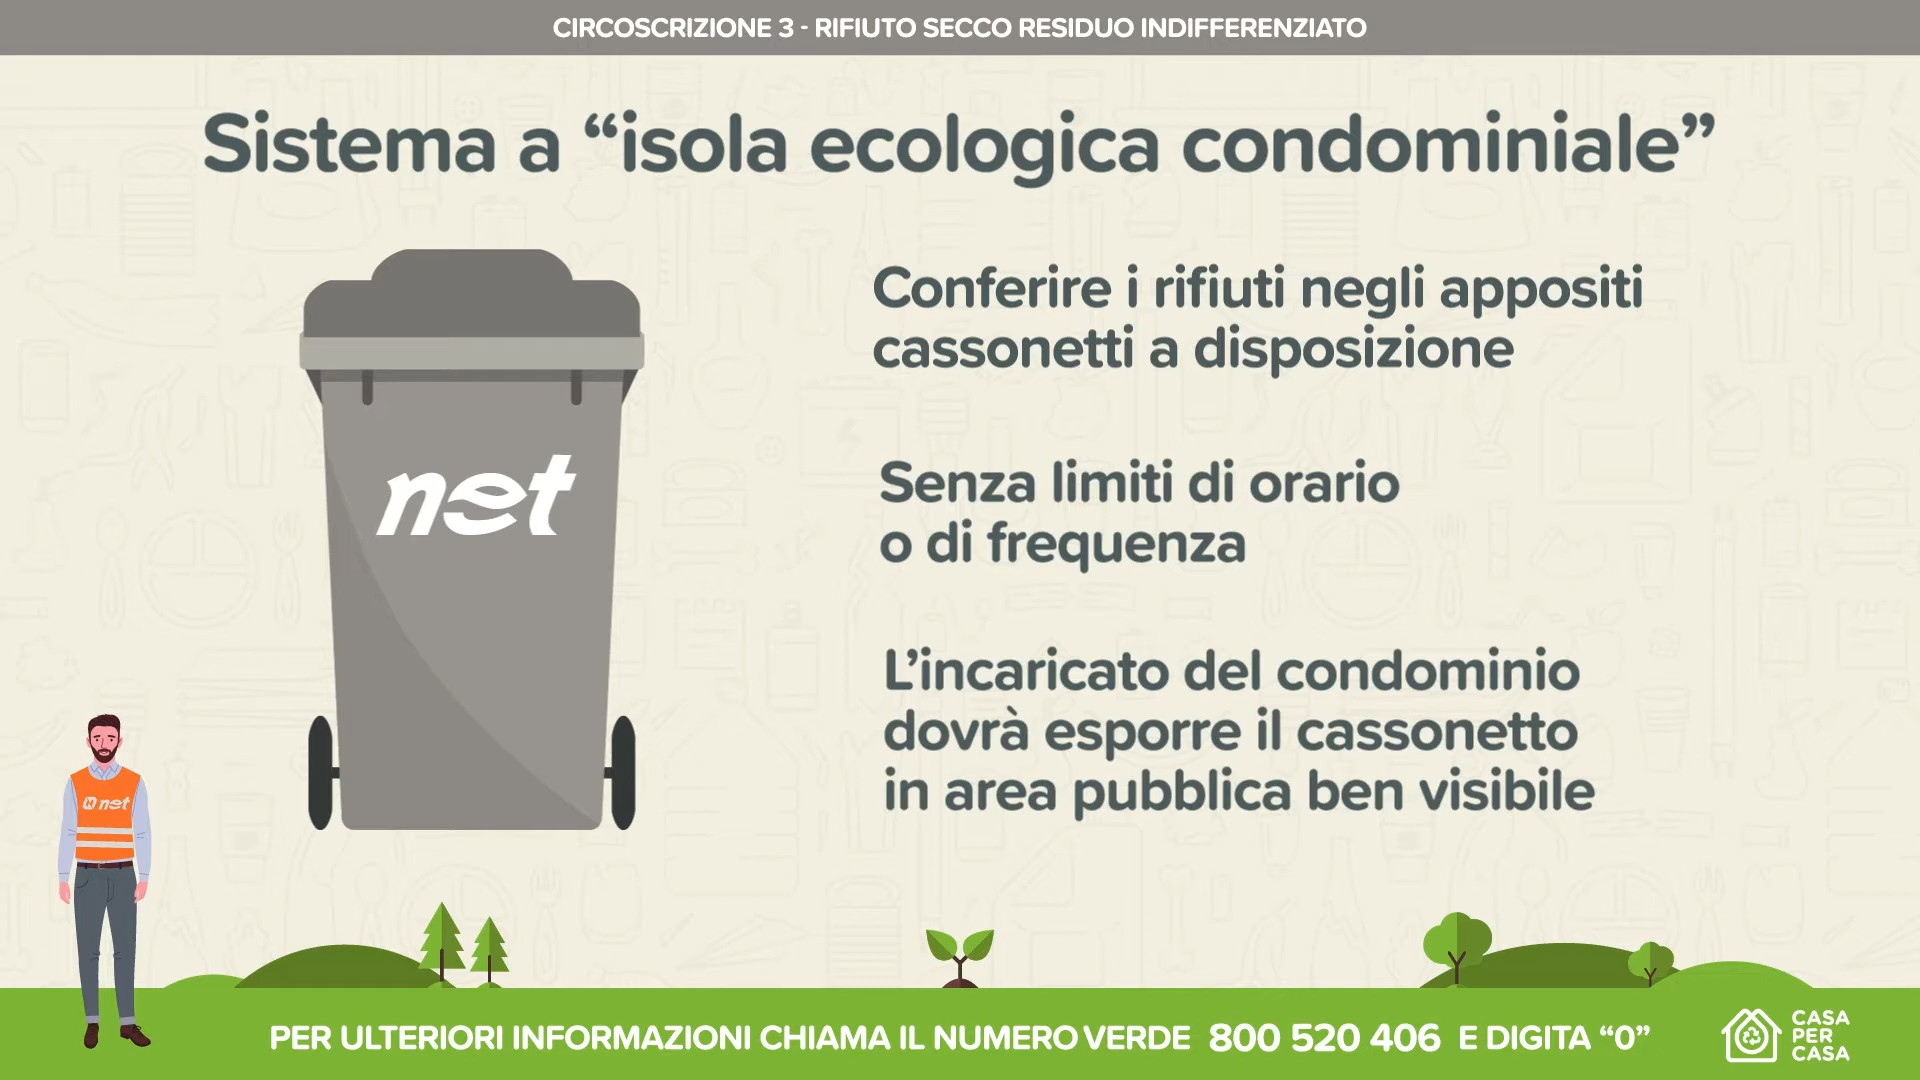 CIRCOSCRIZIONE 3 - RIFIUTO SECCO RESIDUO INDIFFERENZIATO
Sistema a “isola ecologica condominiale”
Conferire i rifiuti negli appositi
cassonetti a disposizione
net
Senza limiti di orario
o di frequenza
L’incaricato del condominio
dovrà esporre il cassonetto
in area pubblica ben visibile
net
PER ULTERIORI INFORMAZIONI CHIAMA IL NUMERO VERDE 800 520 406 E DIGITA “0”
CASA
PER
CASA